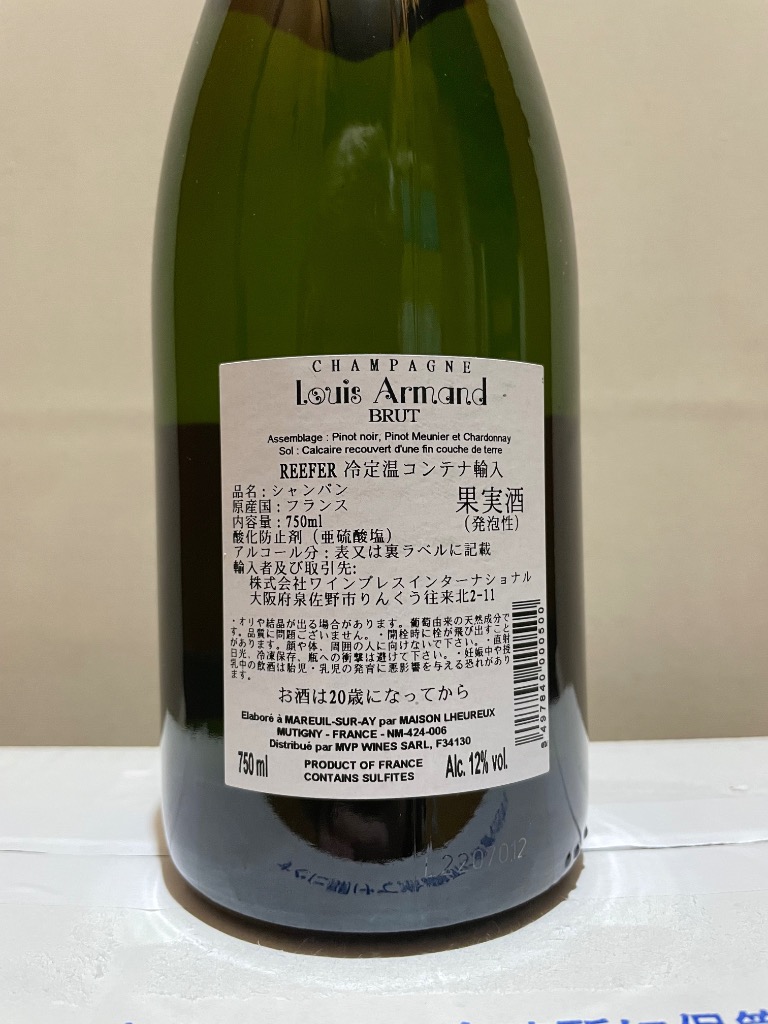 CHAMPAGNE
Louis Armand
BRUT
Assemblage : Pinot noir, Pinot Meunier et Chardonnay
Sol : Calcaire recouvert d'une fin couche de terre
REEFER 冷定温コンテナ輸入
品名：シャンパン
原産国：フランス
内容量：750ml
果実酒
(発泡性)
酸化防止剤（亜硫酸塩）
アルコール分：表又は裏ラベルに記載
輸入者及び取引先:
株式会社ワインプレスインターナショナル
大阪府泉佐野市りんくう往来北2-11
・オリや結晶が出る場合があります。葡萄由来の天然成分で
す。品質に問題ございません。・開栓時に栓が飛び出すこと
があります。顔や体、周囲の人に向けないで下さい。・直射
日光、冷凍保存、瓶への衝撃は避けて下さい。・妊娠中や授
乳中の飲酒は胎児・乳児の発育に悪影響を与える恐れがあり
ます。
お酒は20歳になってから
Elaboré à MAREUIL-SUR-AY par MAISON LHEUREUX
MUTIGNY - FRANCE - NM-424-006
Distribué par MVP WINES SARL, F34130
750 ml
PRODUCT OF FRANCE
CONTAINS SULFITES
Alc. 12% vol.
9 497840 000500
L 220/012